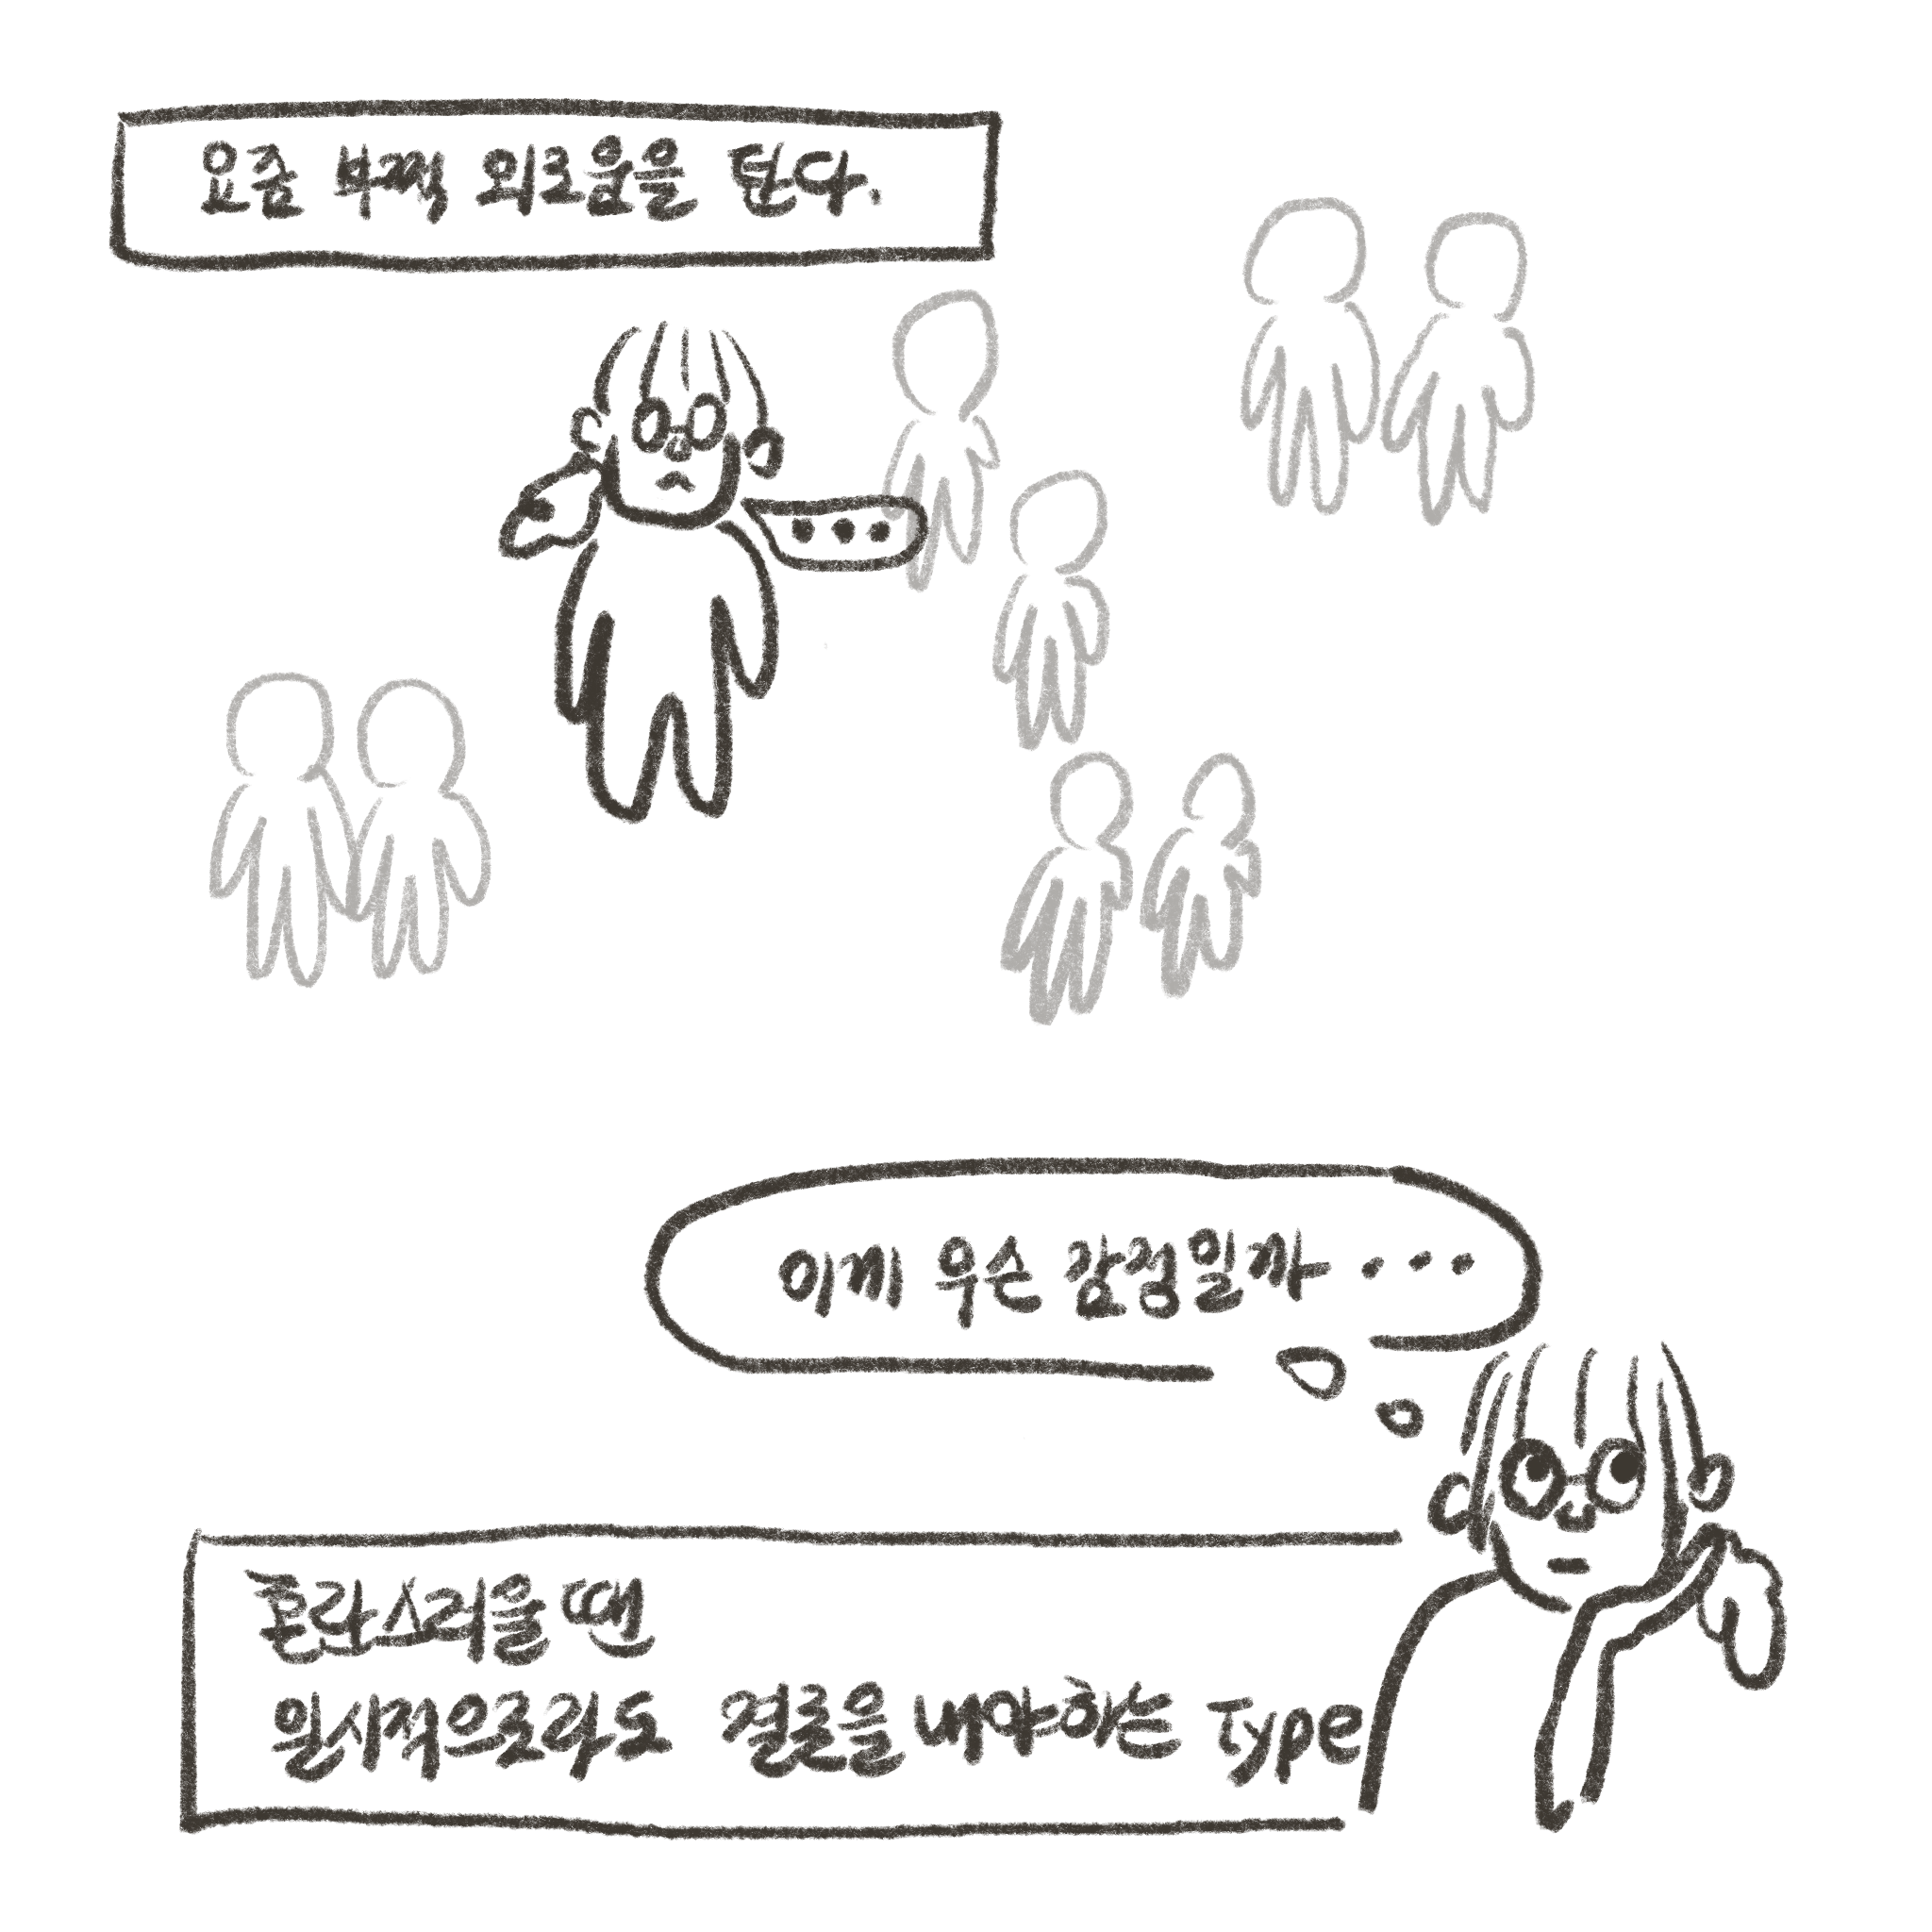 요즘 부쩍 외로움을 탄다.
...
이게 무슨 감정일까...
혼란스러울 땐
일시적으로라도 결론을 내야하는 Type